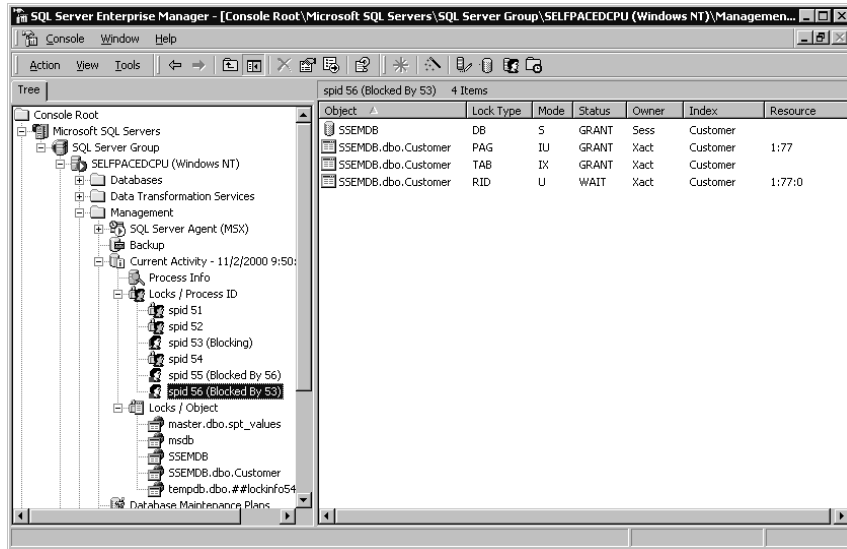 SQL Server Enterprise Manager - [Console Root\Microsoft SQL Servers\SQL Server Group\SELFPACEDCPU (Windows NT)\Managemen...
Console Window Help
Action View Tools
Tree
spid 56 (Blocked By 53) 4 Items
Console Root
Microsoft SQL Servers
SQL Server Group
SELFPACEDCPU (Windows NT)
Databases
Data Transformation Services
Management
SQL Server Agent (MSX)
Backup
Current Activity - 11/2/2000 9:50:
Process Info
Locks / Process ID
spid 51
spid 52
spid 53 (Blocking)
spid 54
spid 55 (Blocked By 56)
spid 56 (Blocked By 53)
Locks / Object
master.dbo.spt_values
msdb
SSEMDB
SSEMDB.dbo.Customer
tempdb.dbo.##lockinfo54
Database Maintenance Plans
Object Lock Type Mode Status Owner Index Resource
SSEMDB DB S GRANT Sess Customer
SSEMDB.dbo.Customer PAG IU GRANT Xact Customer 1:77
SSEMDB.dbo.Customer TAB IX GRANT Xact Customer
SSEMDB.dbo.Customer RID U WAIT Xact Customer 1:77:0